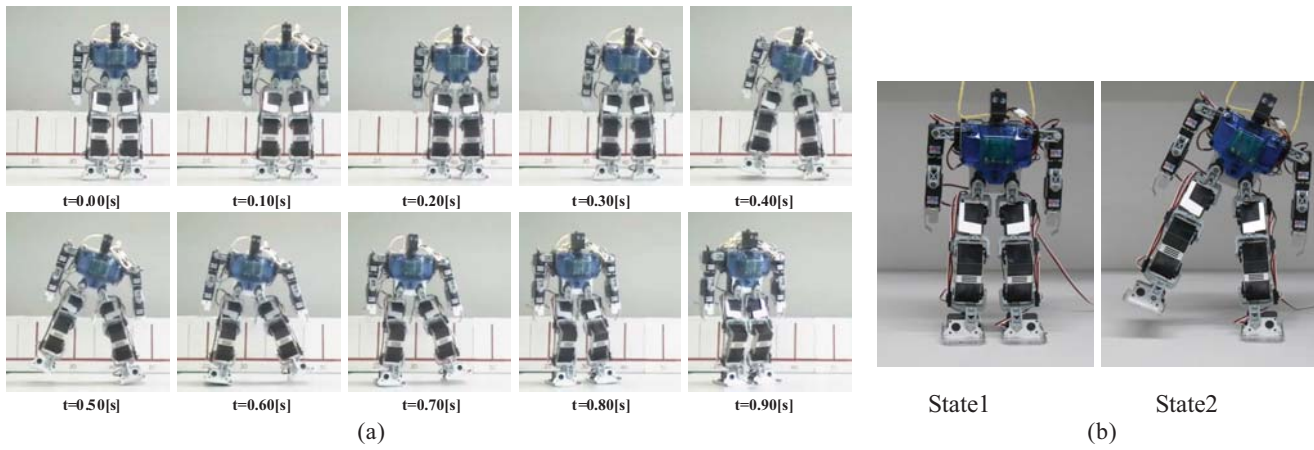 t=0.00[s] t=0.10[s] t=0.20[s] t=0.30[s] t=0.40[s]
t=0.50[s] t=0.60[s] t=0.70[s] t=0.80[s] t=0.90[s]
(a)
State1 State2
(b)